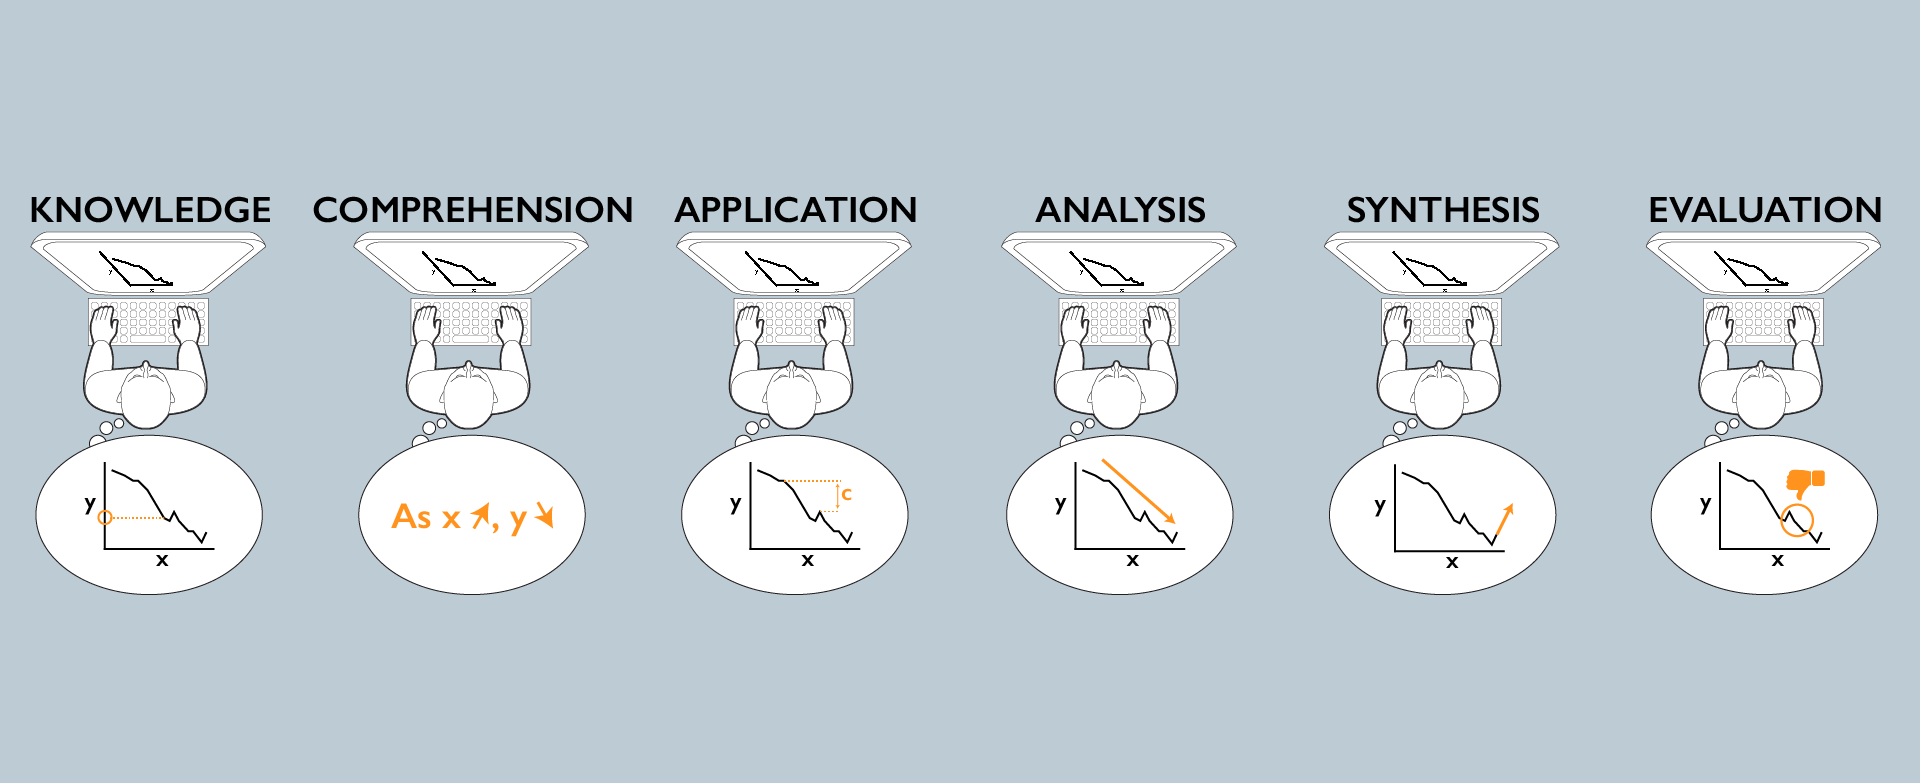 KNOWLEDGE
y
x
y
x
COMPREHENSION
y
x
As x ↗, y ↘
APPLICATION
y
x
y
c
x
ANALYSIS
y
x
y
x
SYNTHESIS
y
x
y
x
EVALUATION
y
x
y
x